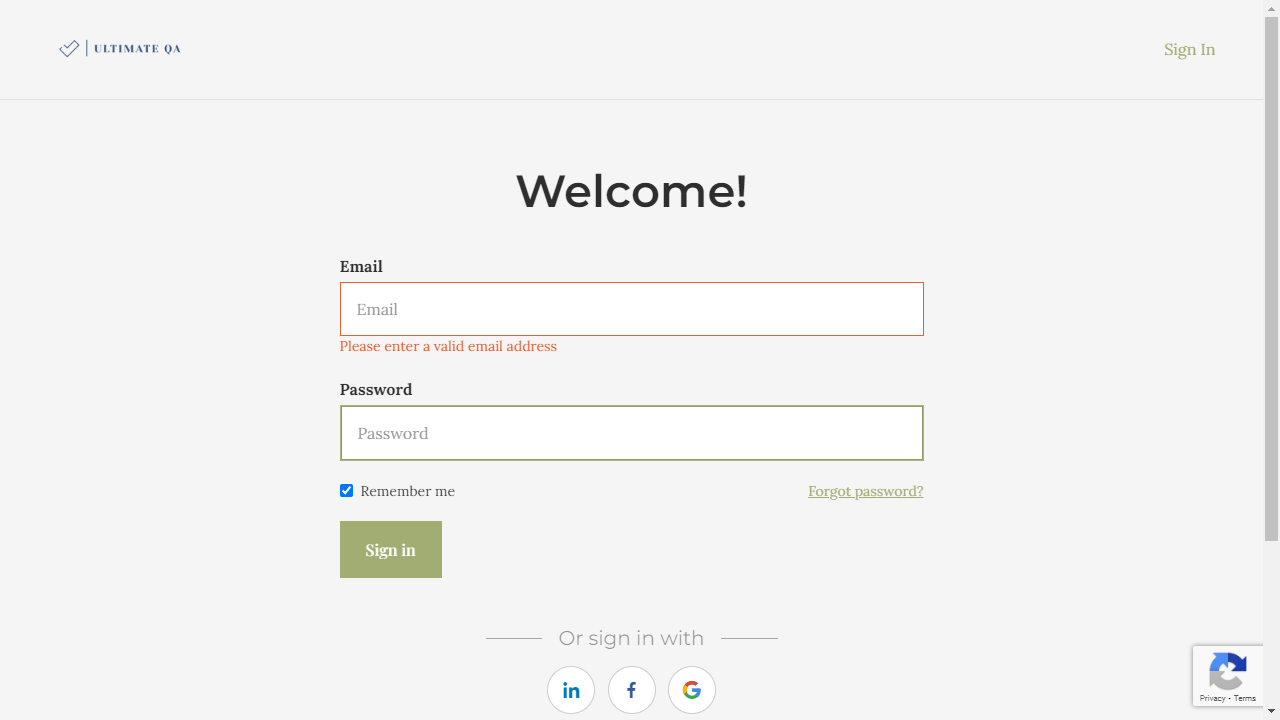 ULTIMATE QA
Sign In
Welcome!
Email
Email
Please enter a valid email address
Password
Password
Remember me
Forgot password?
Sign in
Or sign in with
Privacy - Terms